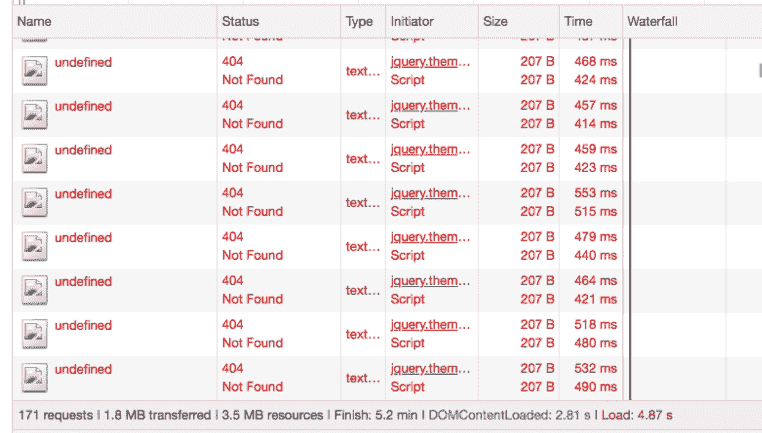 Name Status Type Initiator Size Time Waterfall
undefined 404 text... jquery.them... 207 B 468 ms
Not Found Script 207 B 424 ms
undefined 404 text... jquery.them... 207 B 457 ms
Not Found Script 207 B 414 ms
undefined 404 text... jquery.them... 207 B 459 ms
Not Found Script 207 B 423 ms
undefined 404 text... jquery.them... 207 B 553 ms
Not Found Script 207 B 515 ms
undefined 404 text... jquery.them... 207 B 479 ms
Not Found Script 207 B 440 ms
undefined 404 text... jquery.them... 207 B 464 ms
Not Found Script 207 B 421 ms
undefined 404 text... jquery.them... 207 B 518 ms
Not Found Script 207 B 480 ms
undefined 404 text... jquery.them... 207 B 532 ms
Not Found Script 207 B 490 ms
171 requests | 1.8 MB transferred | 3.5 MB resources | Finish: 5.2 min | DOMContentLoaded: 2.81 s | Load: 4.87 s